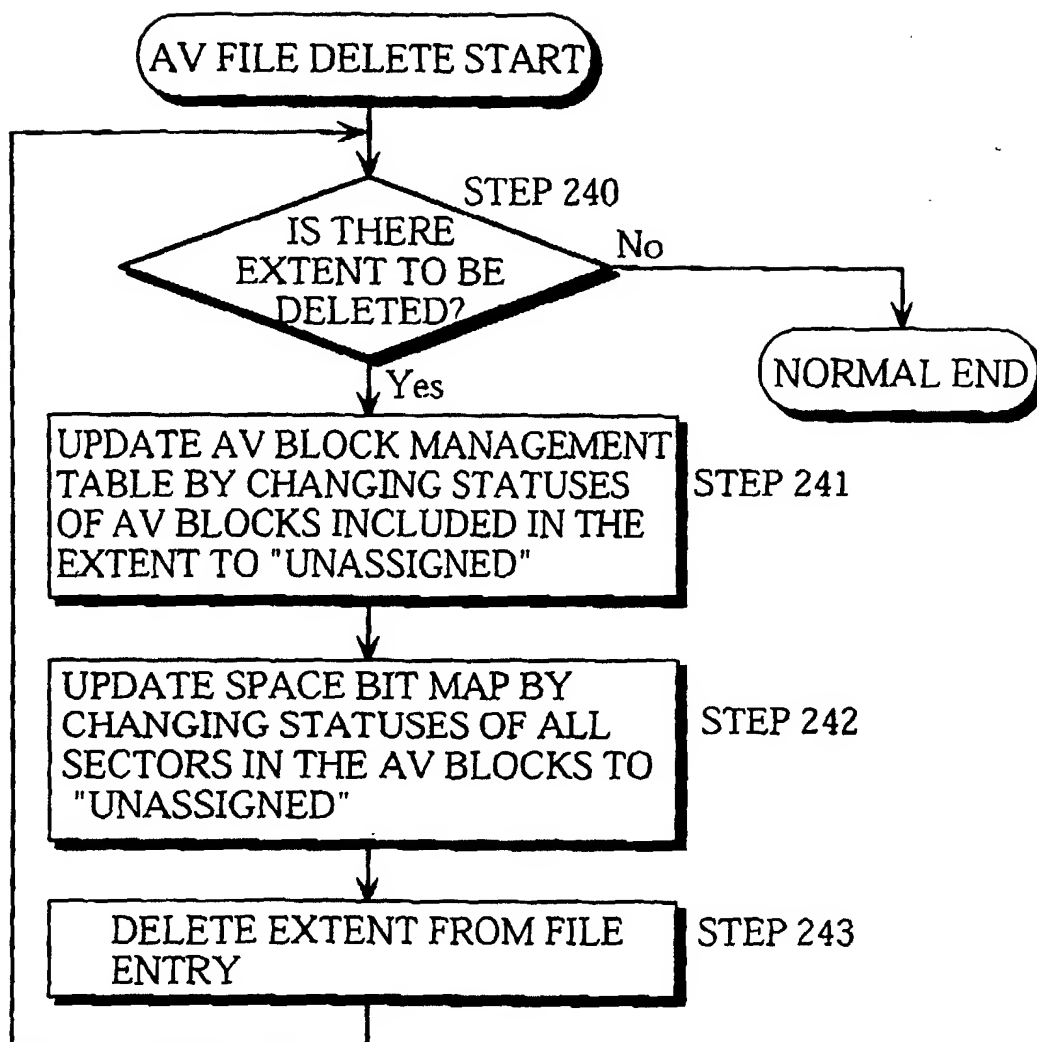 AV FILE DELETE START
STEP 240
IS THERE
EXTENT TO BE
DELETED?
No
NORMAL END
Yes
UPDATE AV BLOCK MANAGEMENT
TABLE BY CHANGING STATUSES
OF AV BLOCKS INCLUDED IN THE
EXTENT TO "UNASSIGNED"
STEP 241
UPDATE SPACE BIT MAP BY
CHANGING STATUSES OF ALL
SECTORS IN THE AV BLOCKS TO
"UNASSIGNED"
STEP 242
DELETE EXTENT FROM FILE
ENTRY
STEP 243